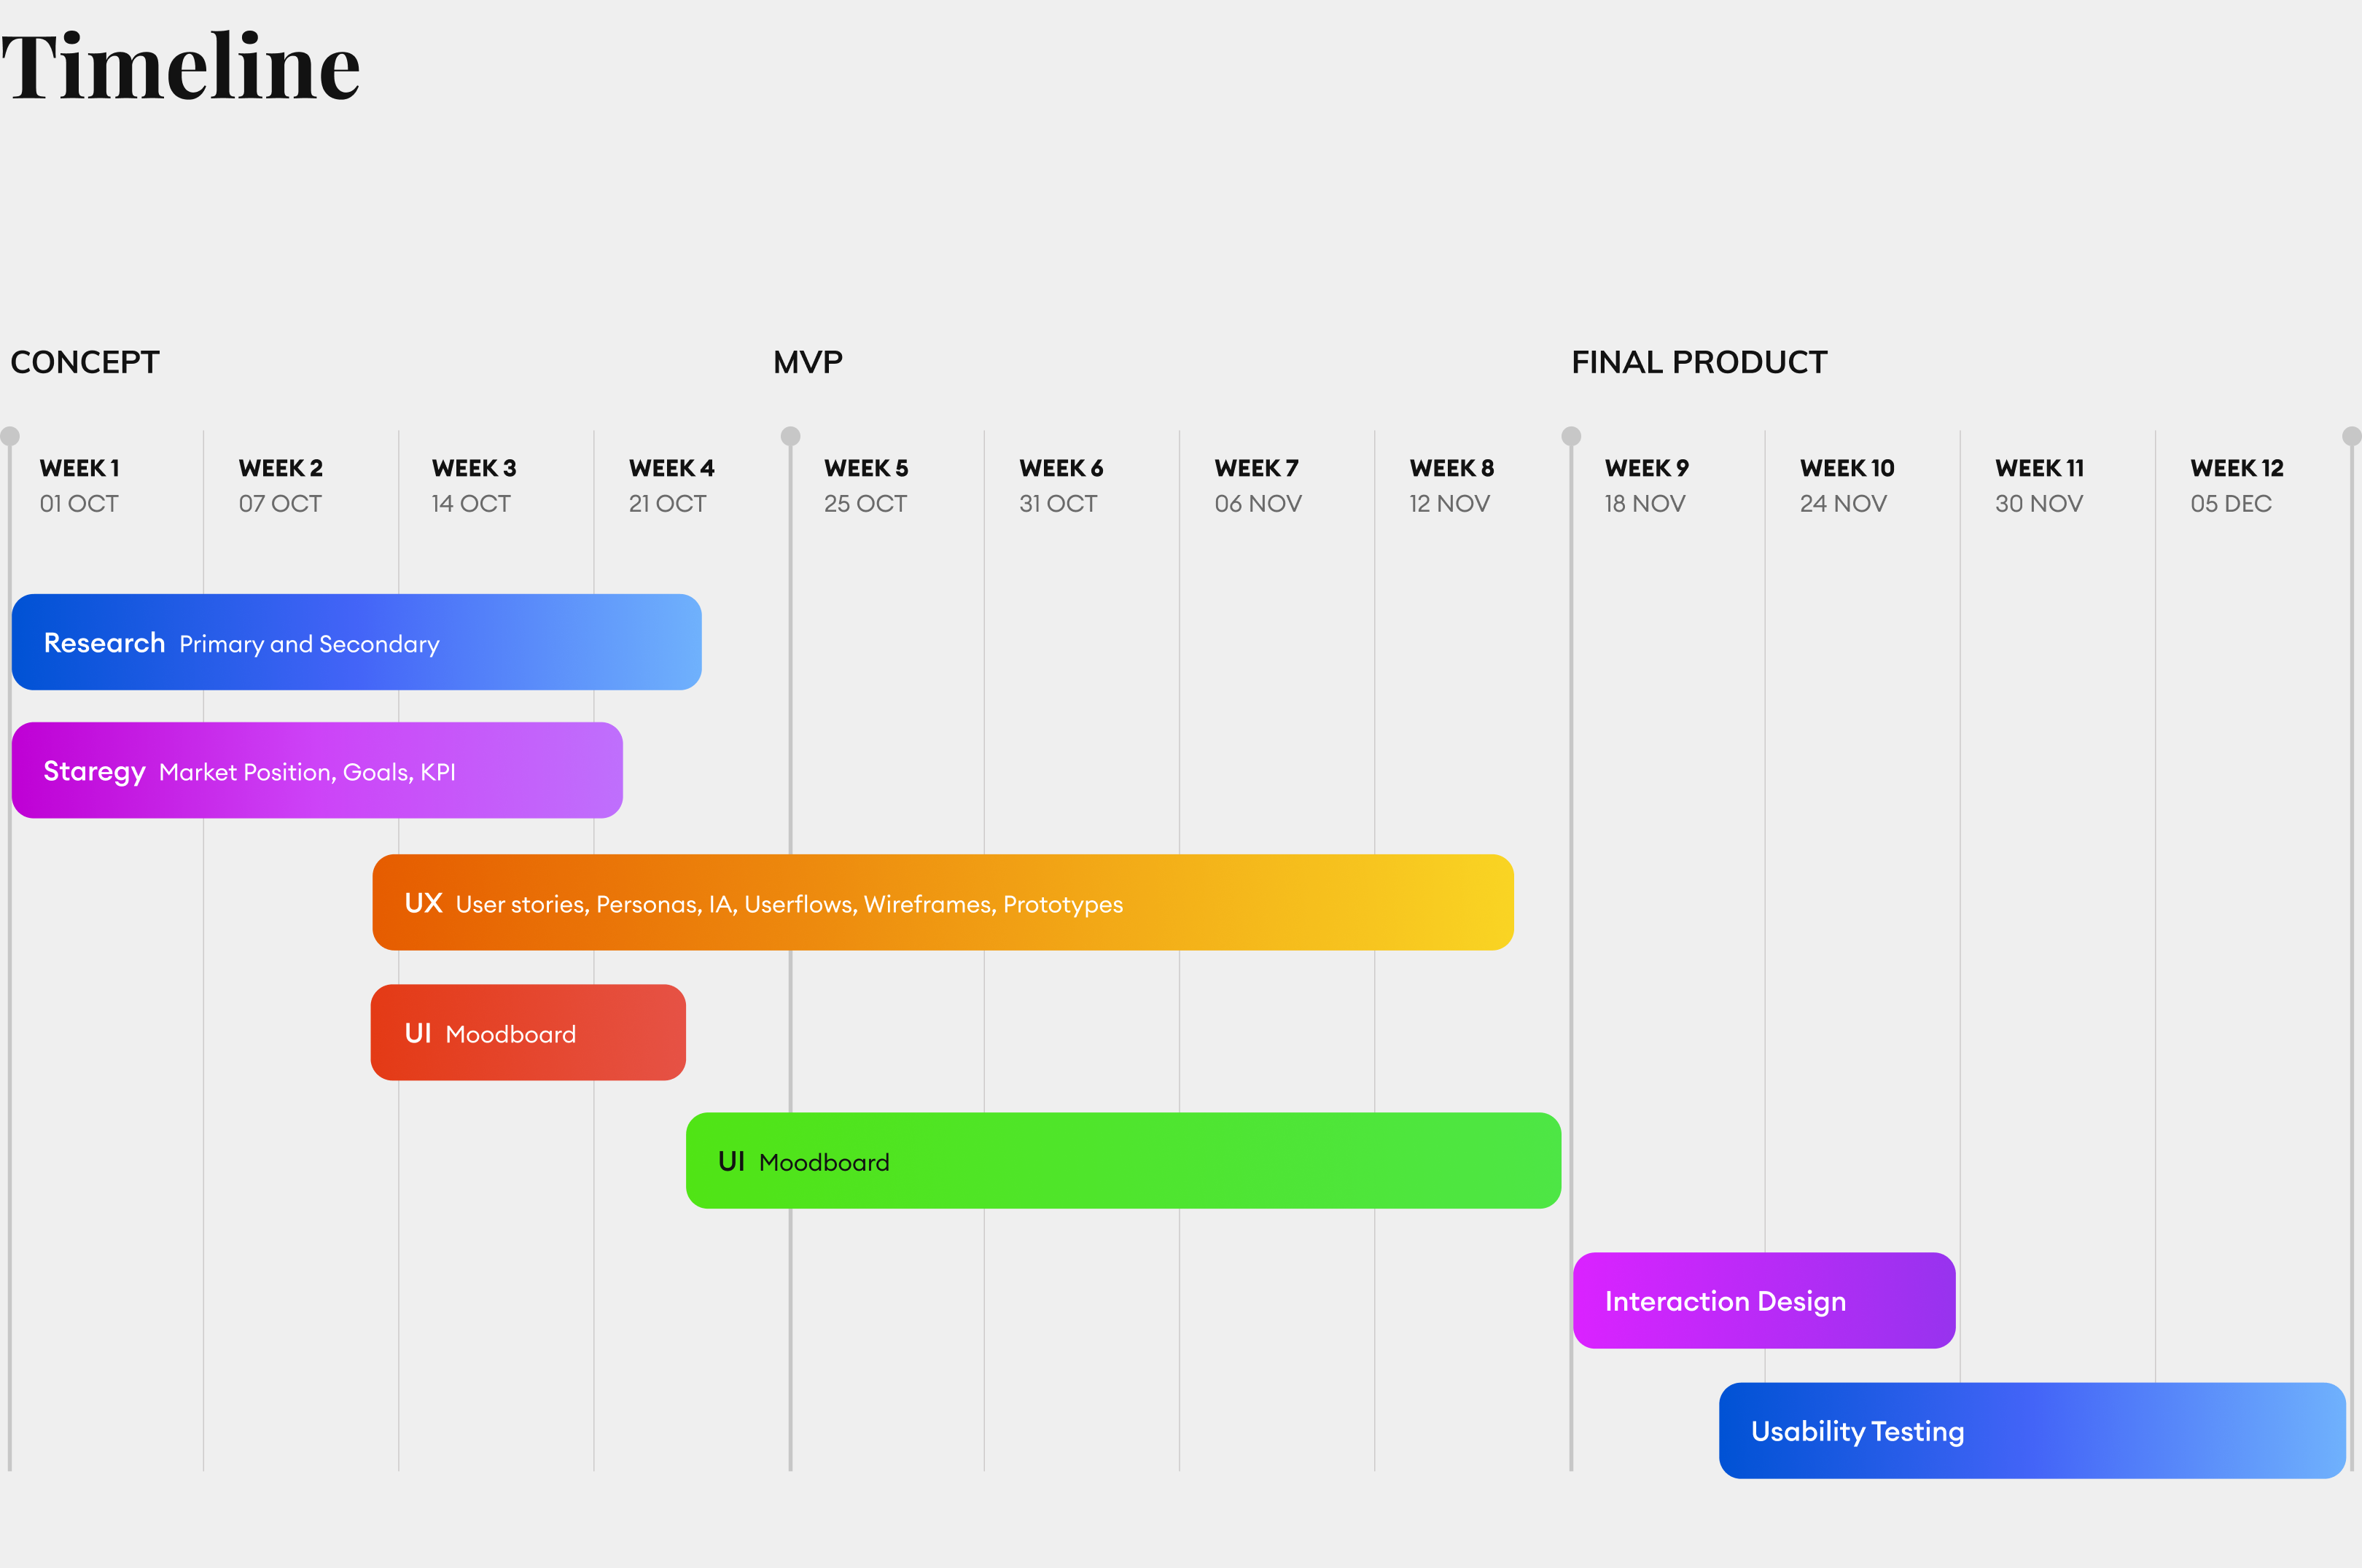 Timeline
CONCEPT
MVP
FINAL PRODUCT
WEEK 1
01 OCT
WEEK 2
07 OCT
WEEK 3
14 OCT
WEEK 4
21 OCT
WEEK 5
25 OCT
WEEK 6
31 OCT
WEEK 7
06 NOV
WEEK 8
12 NOV
WEEK 9
18 NOV
WEEK 10
24 NOV
WEEK 11
30 NOV
WEEK 12
05 DEC
Research Primary and Secondary
Staregy Market Position, Goals, KPI
UX User stories, Personas, IA, Userflows, Wireframes, Prototypes
UI Moodboard
UI Moodboard
Interaction Design
Usability Testing